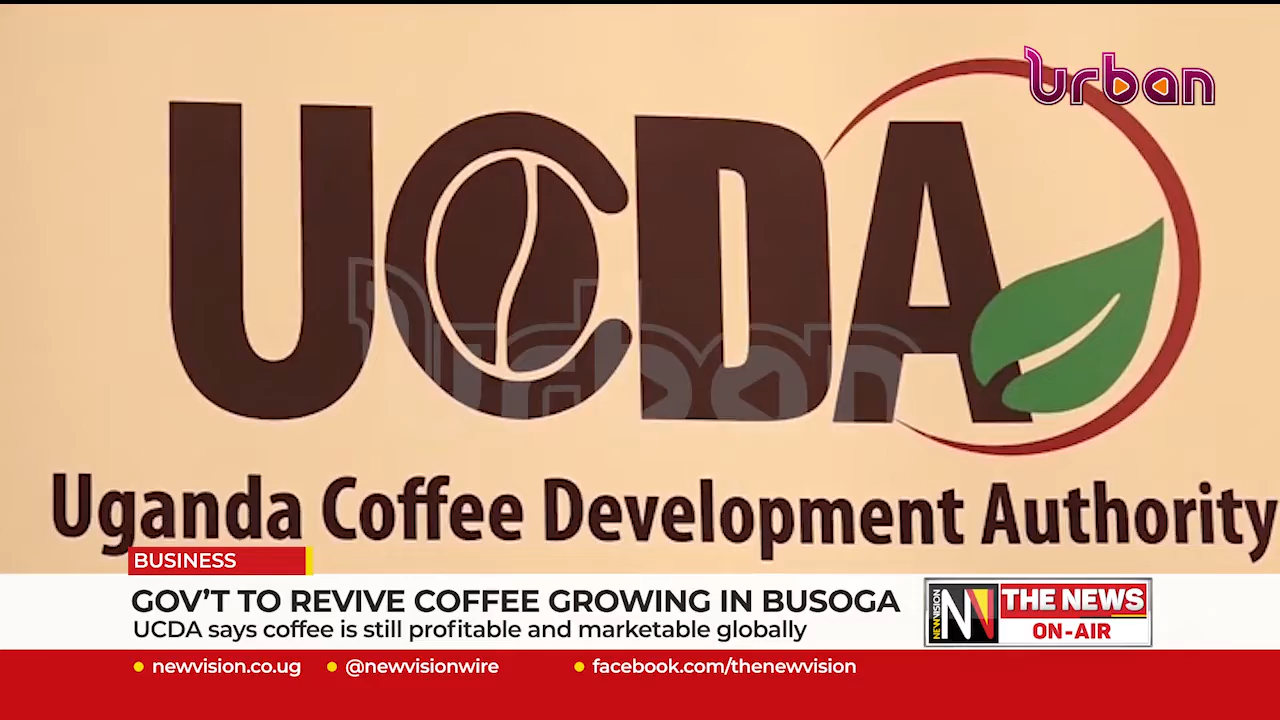 urban
UCDA
urban
Uganda Coffee Development Authority
BUSINESS
GOV'T TO REVIVE COFFEE GROWING IN BUSOGA
UCDA says coffee is still profitable and marketable globally
NEW VISION
N
THE NEWS
ON-AIR
newvision.co.ug
@newvisionwire
facebook.com/thenewvision